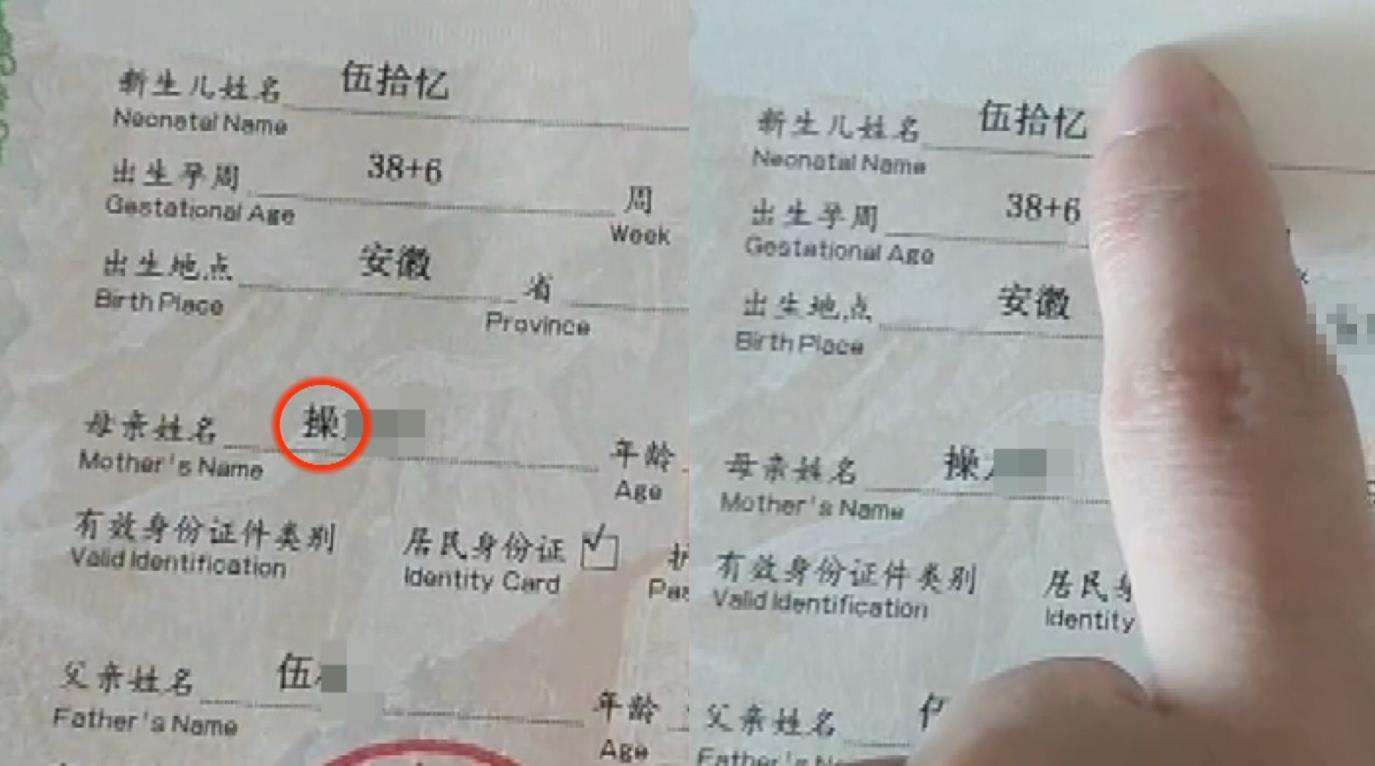 新生儿姓名 伍拾忆
Neonatal Name
出生孕周 38+6 周
Gestational Age Week
出生地点 安徽 省
Birth Place Province
母亲姓名 操 年龄
Mother's Name Age
有效身份证件类别 居民身份证
Valid Identification Identity Card
父亲姓名 伍 年龄
Father's Name Age
新生儿姓名 伍拾忆
Neonatal Name
出生孕周 38+6
Gestational Age
出生地点 安徽
Birth Place
母亲姓名 操
Mother's Name
有效身份证件类别 居民
Valid Identification Identity
父亲姓名
Father's Name